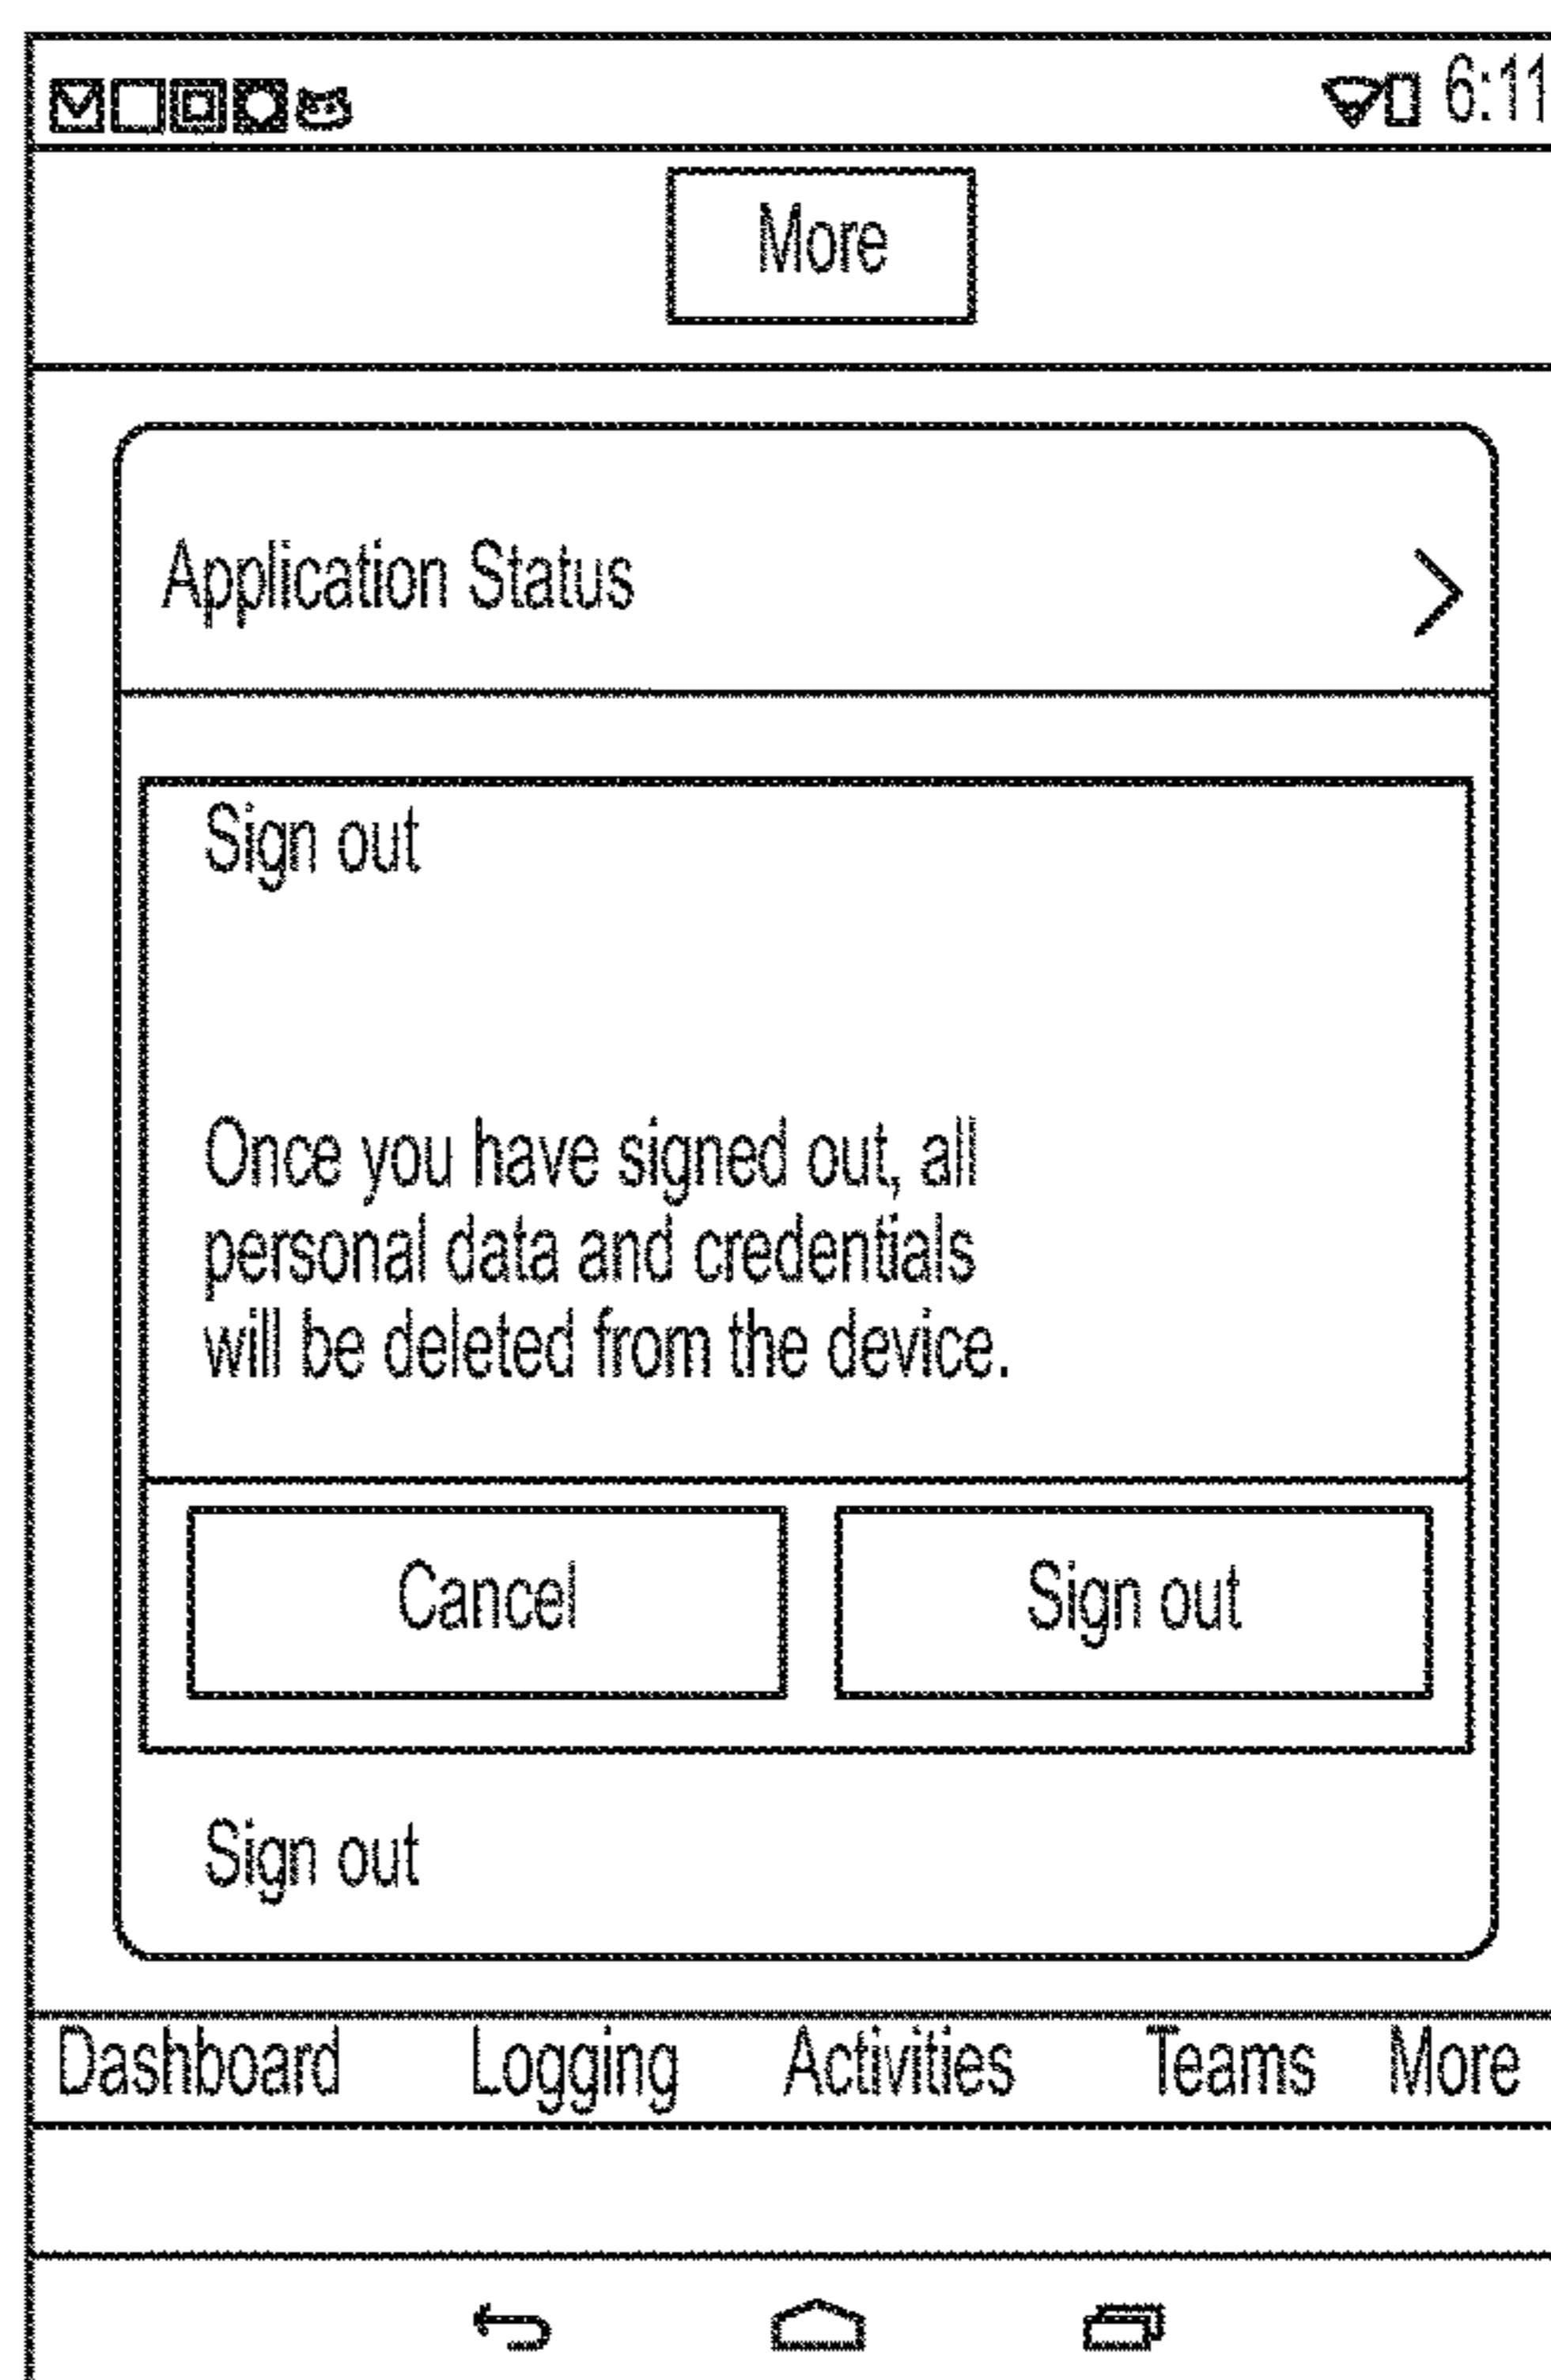 6:11
More
Application Status
Sign out
Once you have signed out, all
personal data and credentials
will be deleted from the device.
Cancel Sign out
Sign out
Dashboard Logging Activities Teams More